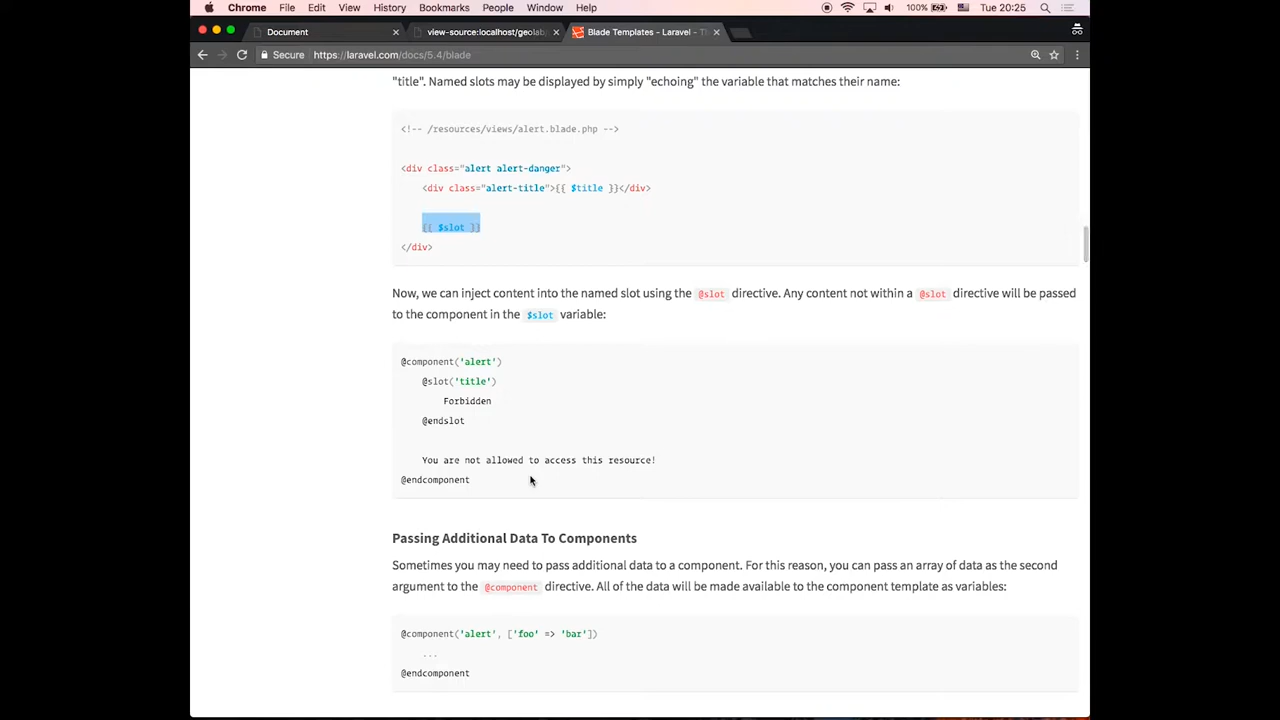 Chrome File Edit View History Bookmarks People Window Help 100% Tue 20:25
Document view-source:localhost/geolab Blade Templates - Laravel - Th
Secure https://laravel.com/docs/5.4/blade
"title". Named slots may be displayed by simply "echoing" the variable that matches their name:
<!-- /resources/views/alert.blade.php -->
<div class="alert alert-danger">
<div class="alert-title">{{ $title }}</div>
{{ $slot }}
</div>
Now, we can inject content into the named slot using the @slot directive. Any content not within a @slot directive will be passed
to the component in the $slot variable:
@component('alert')
@slot('title')
Forbidden
@endslot
You are not allowed to access this resource!
@endcomponent
Passing Additional Data To Components
Sometimes you may need to pass additional data to a component. For this reason, you can pass an array of data as the second
argument to the @component directive. All of the data will be made available to the component template as variables:
@component('alert', ['foo' => 'bar'])
...
@endcomponent